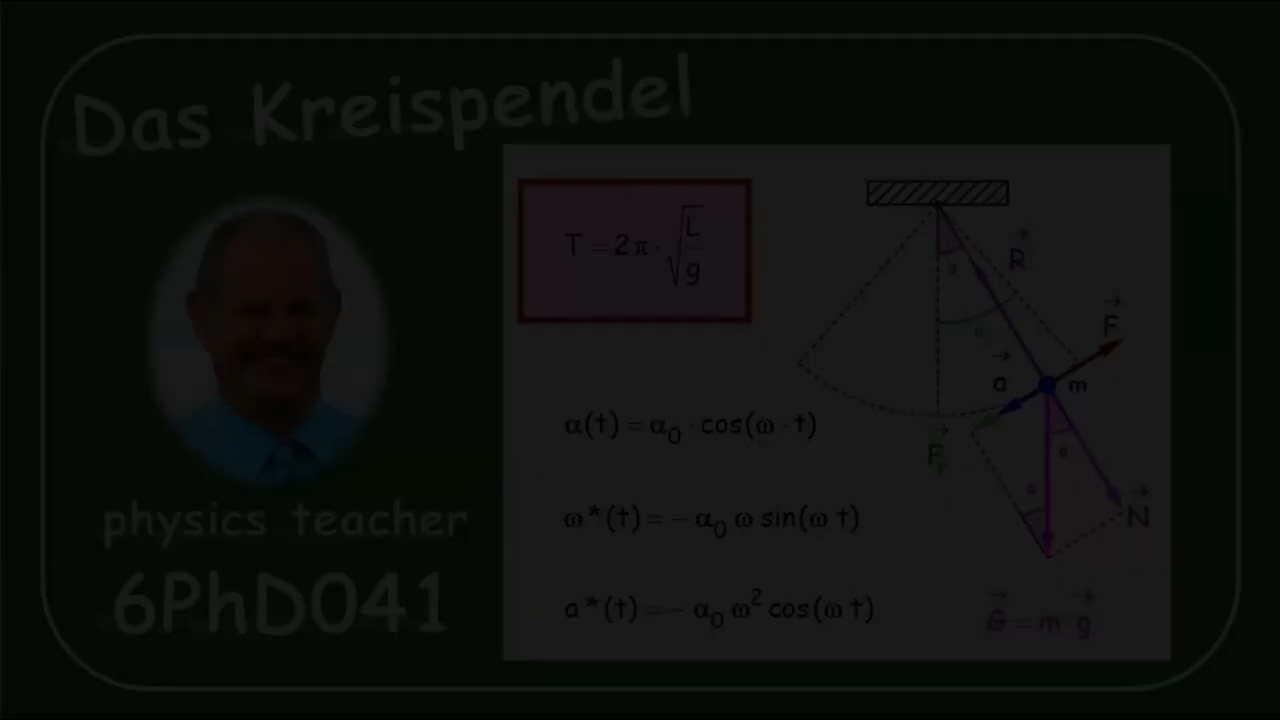 Das Kreispendel
physics teacher
6PhD041
T = 2π · √(L/g)
α(t) = α₀ · cos(ω · t)
ω*(t) = − α₀ ω sin(ω t)
a*(t) = − α₀ ω² cos(ω t)
R⃗
F⃗
a⃗
m
F⃗ᵣ
N⃗
G⃗ = m · g⃗